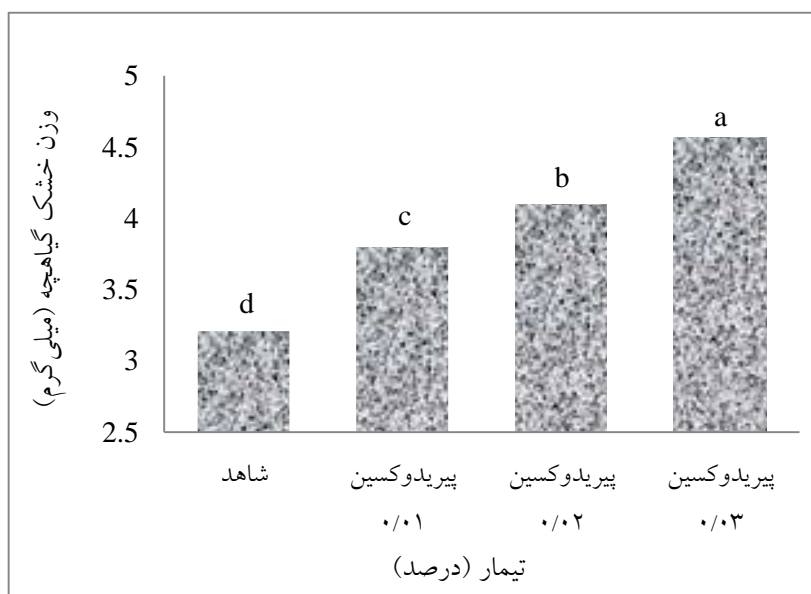 وزن خشک گیاهچه (میلی گرم)
5
4.5
4
3.5
3
2.5
d
c
b
a
شاهد
پیریدوکسین ۰/۰۱
پیریدوکسین ۰/۰۲
پیریدوکسین ۰/۰۳
تیمار (درصد)